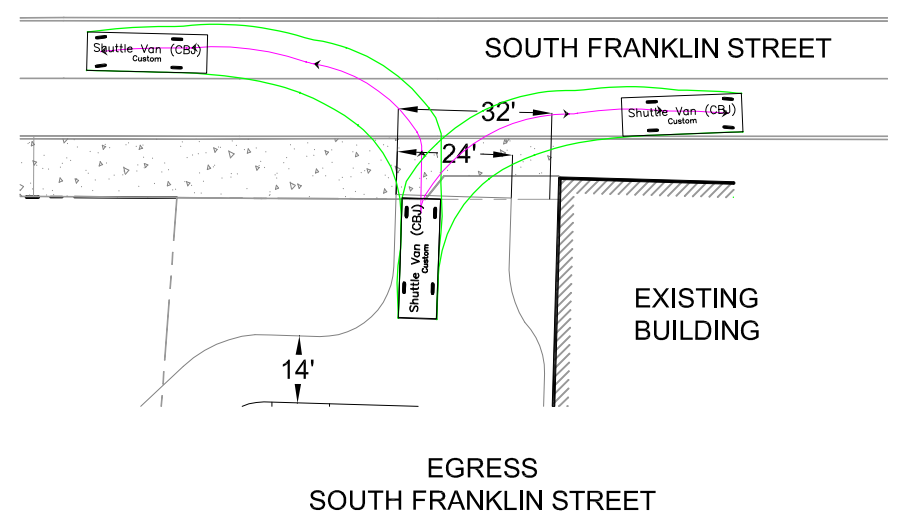 Shuttle Van (CBJ)
Custom
SOUTH FRANKLIN STREET
Shuttle Van (CBJ)
Custom
32'
24'
Shuttle Van (CBJ)
Custom
EXISTING
BUILDING
14'
EGRESS
SOUTH FRANKLIN STREET